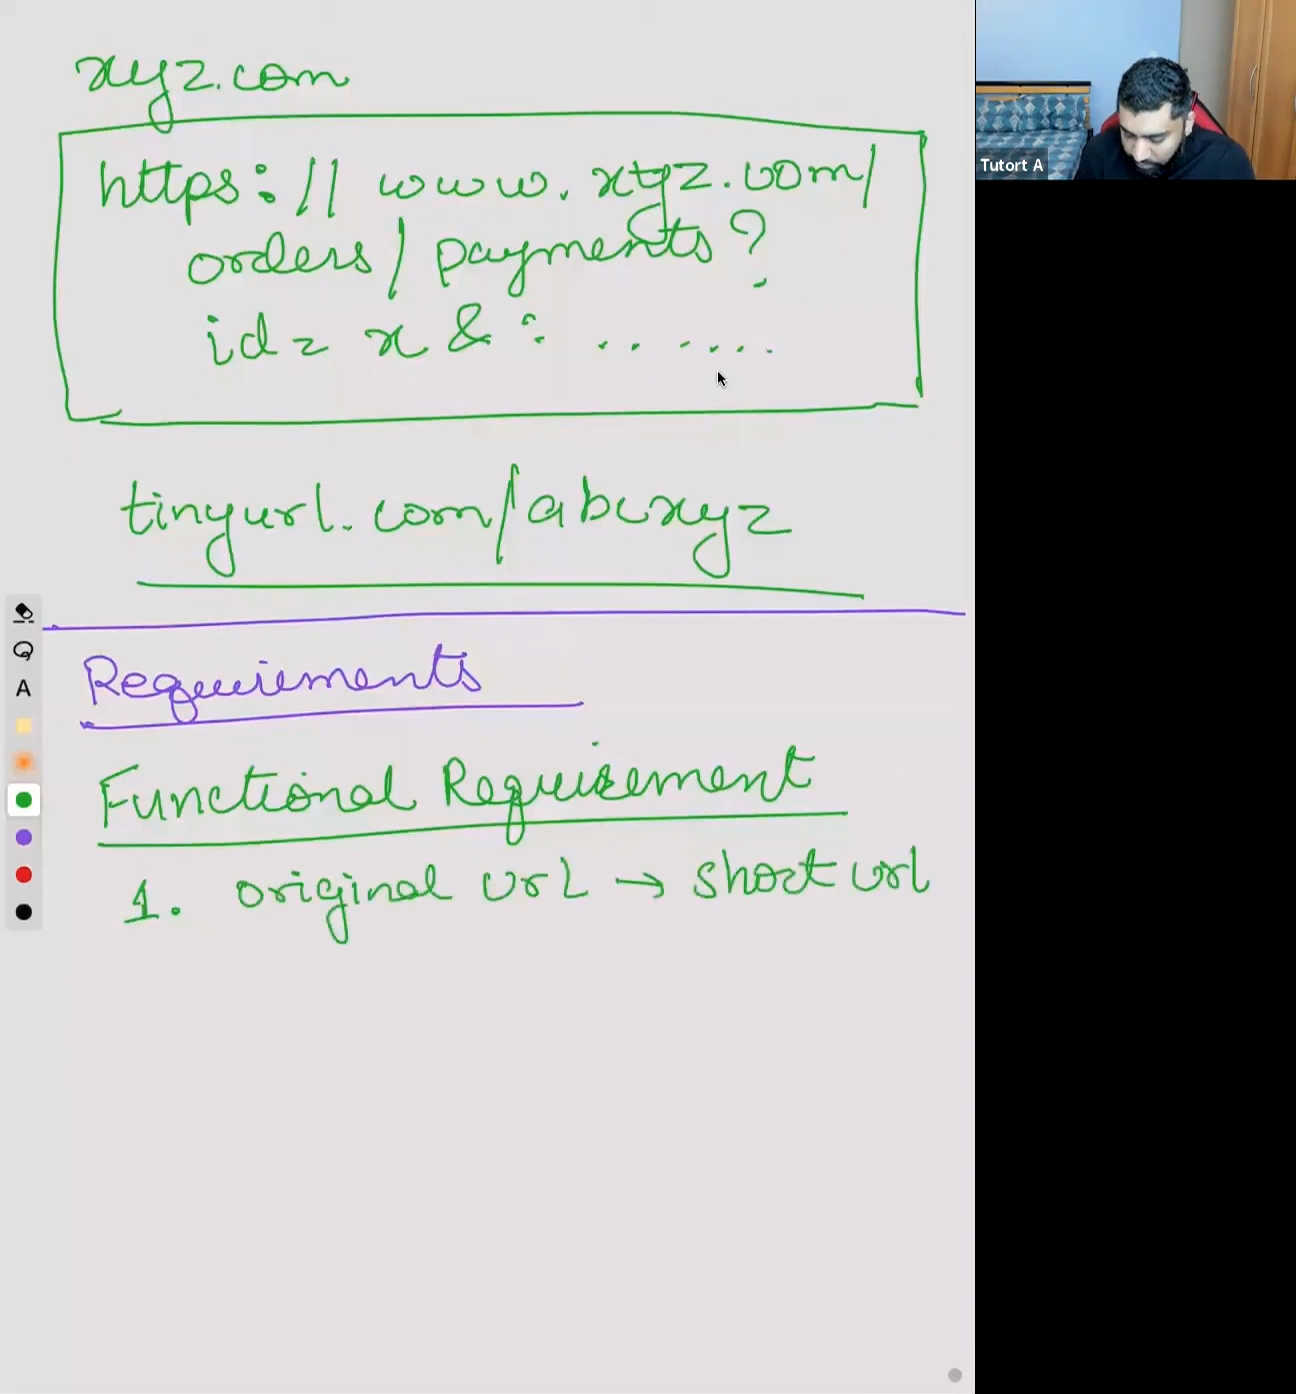 xyz.com
https:// www.xyz.com/
orders/payments?
id= x & : .. .....
tinyurl.com/abcxyz
Requirements
Functional Requirement
1. original url → short url
A
Tutort A